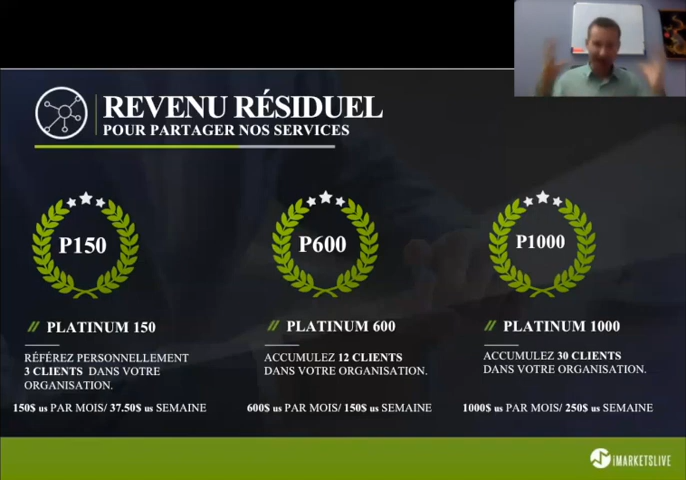 REVENU RÉSIDUEL
POUR PARTAGER NOS SERVICES
P150
P600
P1000
// PLATINUM 150
RÉFÉREZ PERSONNELLEMENT
3 CLIENTS DANS VOTRE
ORGANISATION.
150$ us PAR MOIS/ 37.50$ us SEMAINE
// PLATINUM 600
ACCUMULEZ 12 CLIENTS
DANS VOTRE ORGANISATION.
600$ us PAR MOIS/ 150$ us SEMAINE
// PLATINUM 1000
ACCUMULEZ 30 CLIENTS
DANS VOTRE ORGANISATION.
1000$ us PAR MOIS/ 250$ us SEMAINE
iMARKETSLIVE